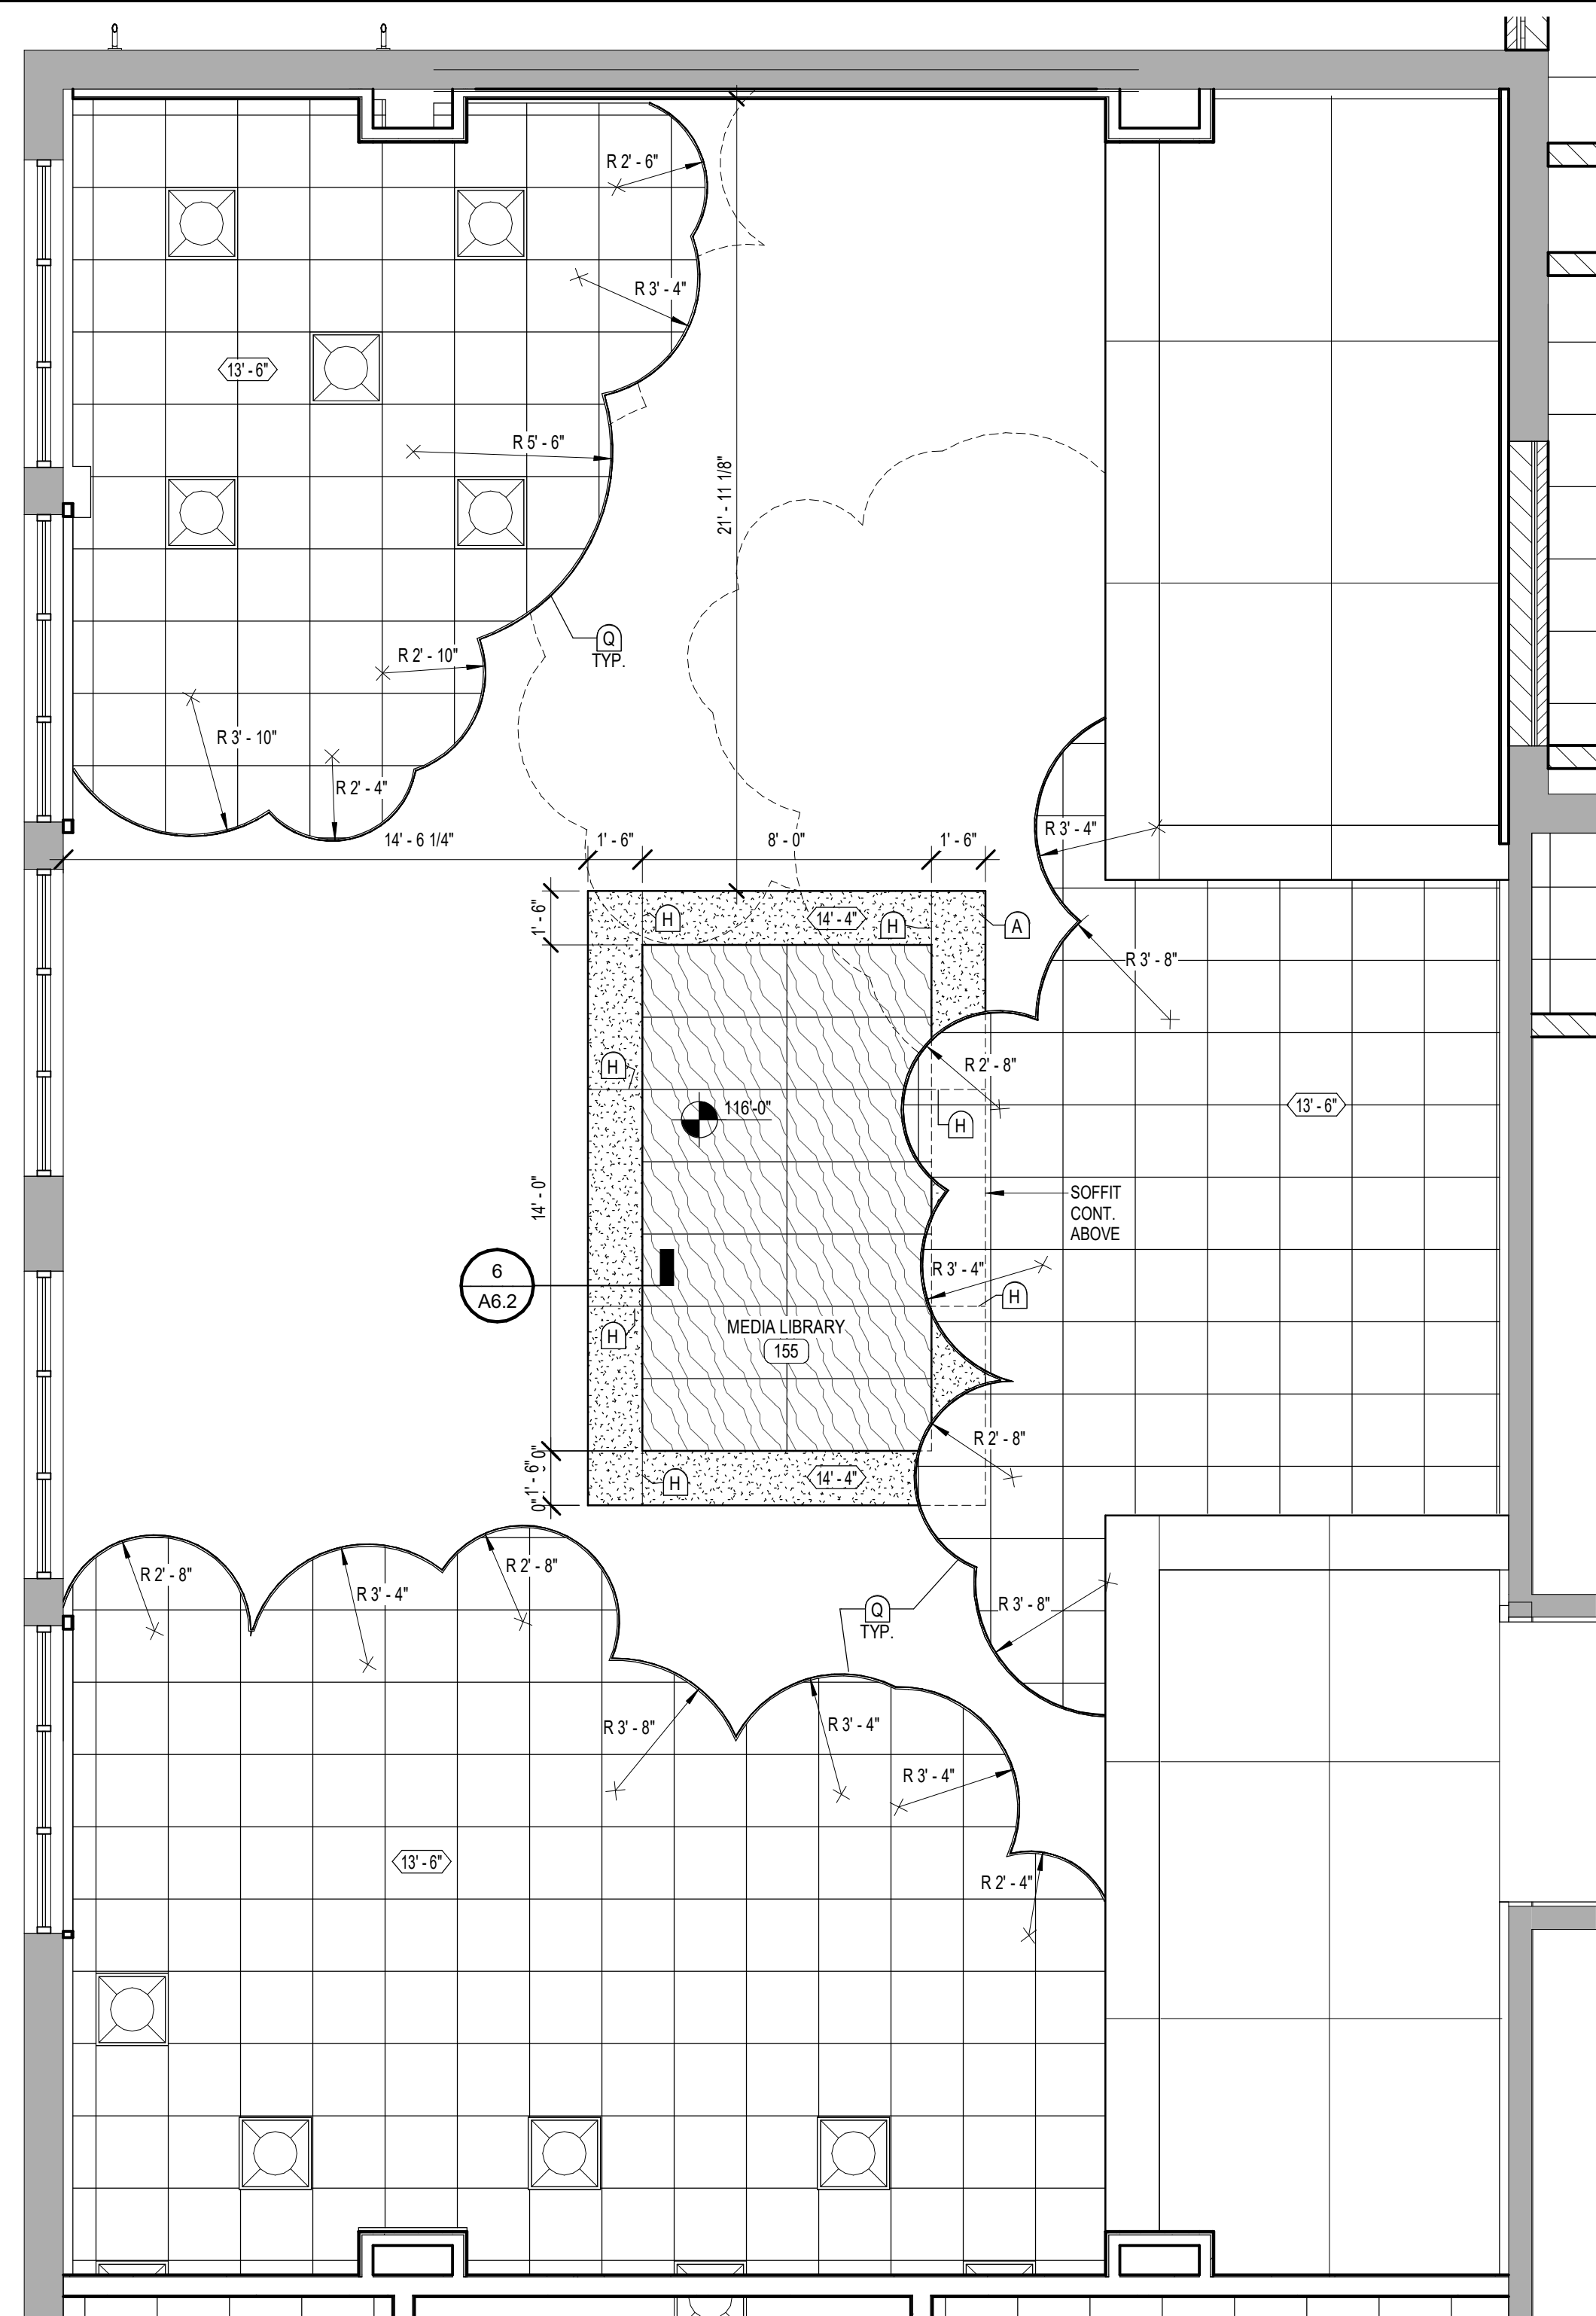 R 2' - 6"
R 3' - 4"
13' - 6"
R 5' - 6"
21' - 11 1/8"
Q
TYP.
R 2' - 10"
R 3' - 10"
R 2' - 4"
14' - 6 1/4"
1' - 6"
8' - 0"
1' - 6"
R 3' - 4"
1' - 6"
H
14' - 4"
H
A
R 3' - 8"
H
R 2' - 8"
116'-0"
H
13' - 6"
14' - 0"
SOFFIT
CONT.
ABOVE
6
A6.2
R 3' - 4"
H
H
MEDIA LIBRARY
155
R 2' - 8"
1' - 6"
0"
0"
H
14' - 4"
R 2' - 8"
R 3' - 4"
R 2' - 8"
Q
TYP.
R 3' - 8"
R 3' - 8"
R 3' - 4"
R 3' - 4"
13' - 6"
R 2' - 4"